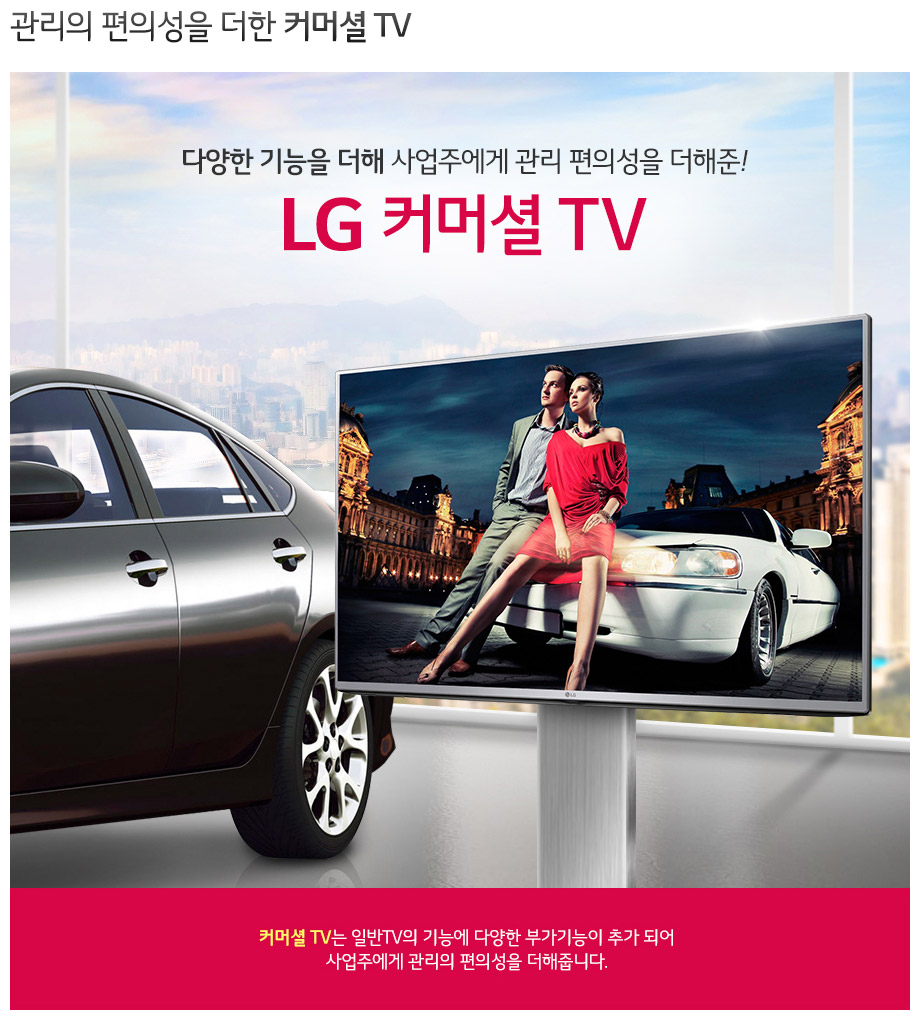 관리의 편의성을 더한 커머셜 TV
다양한 기능을 더해 사업주에게 관리 편의성을 더해준!
LG 커머셜 TV
LG
커머셜 TV는 일반TV의 기능에 다양한 부가기능이 추가 되어
사업주에게 관리의 편의성을 더해줍니다.